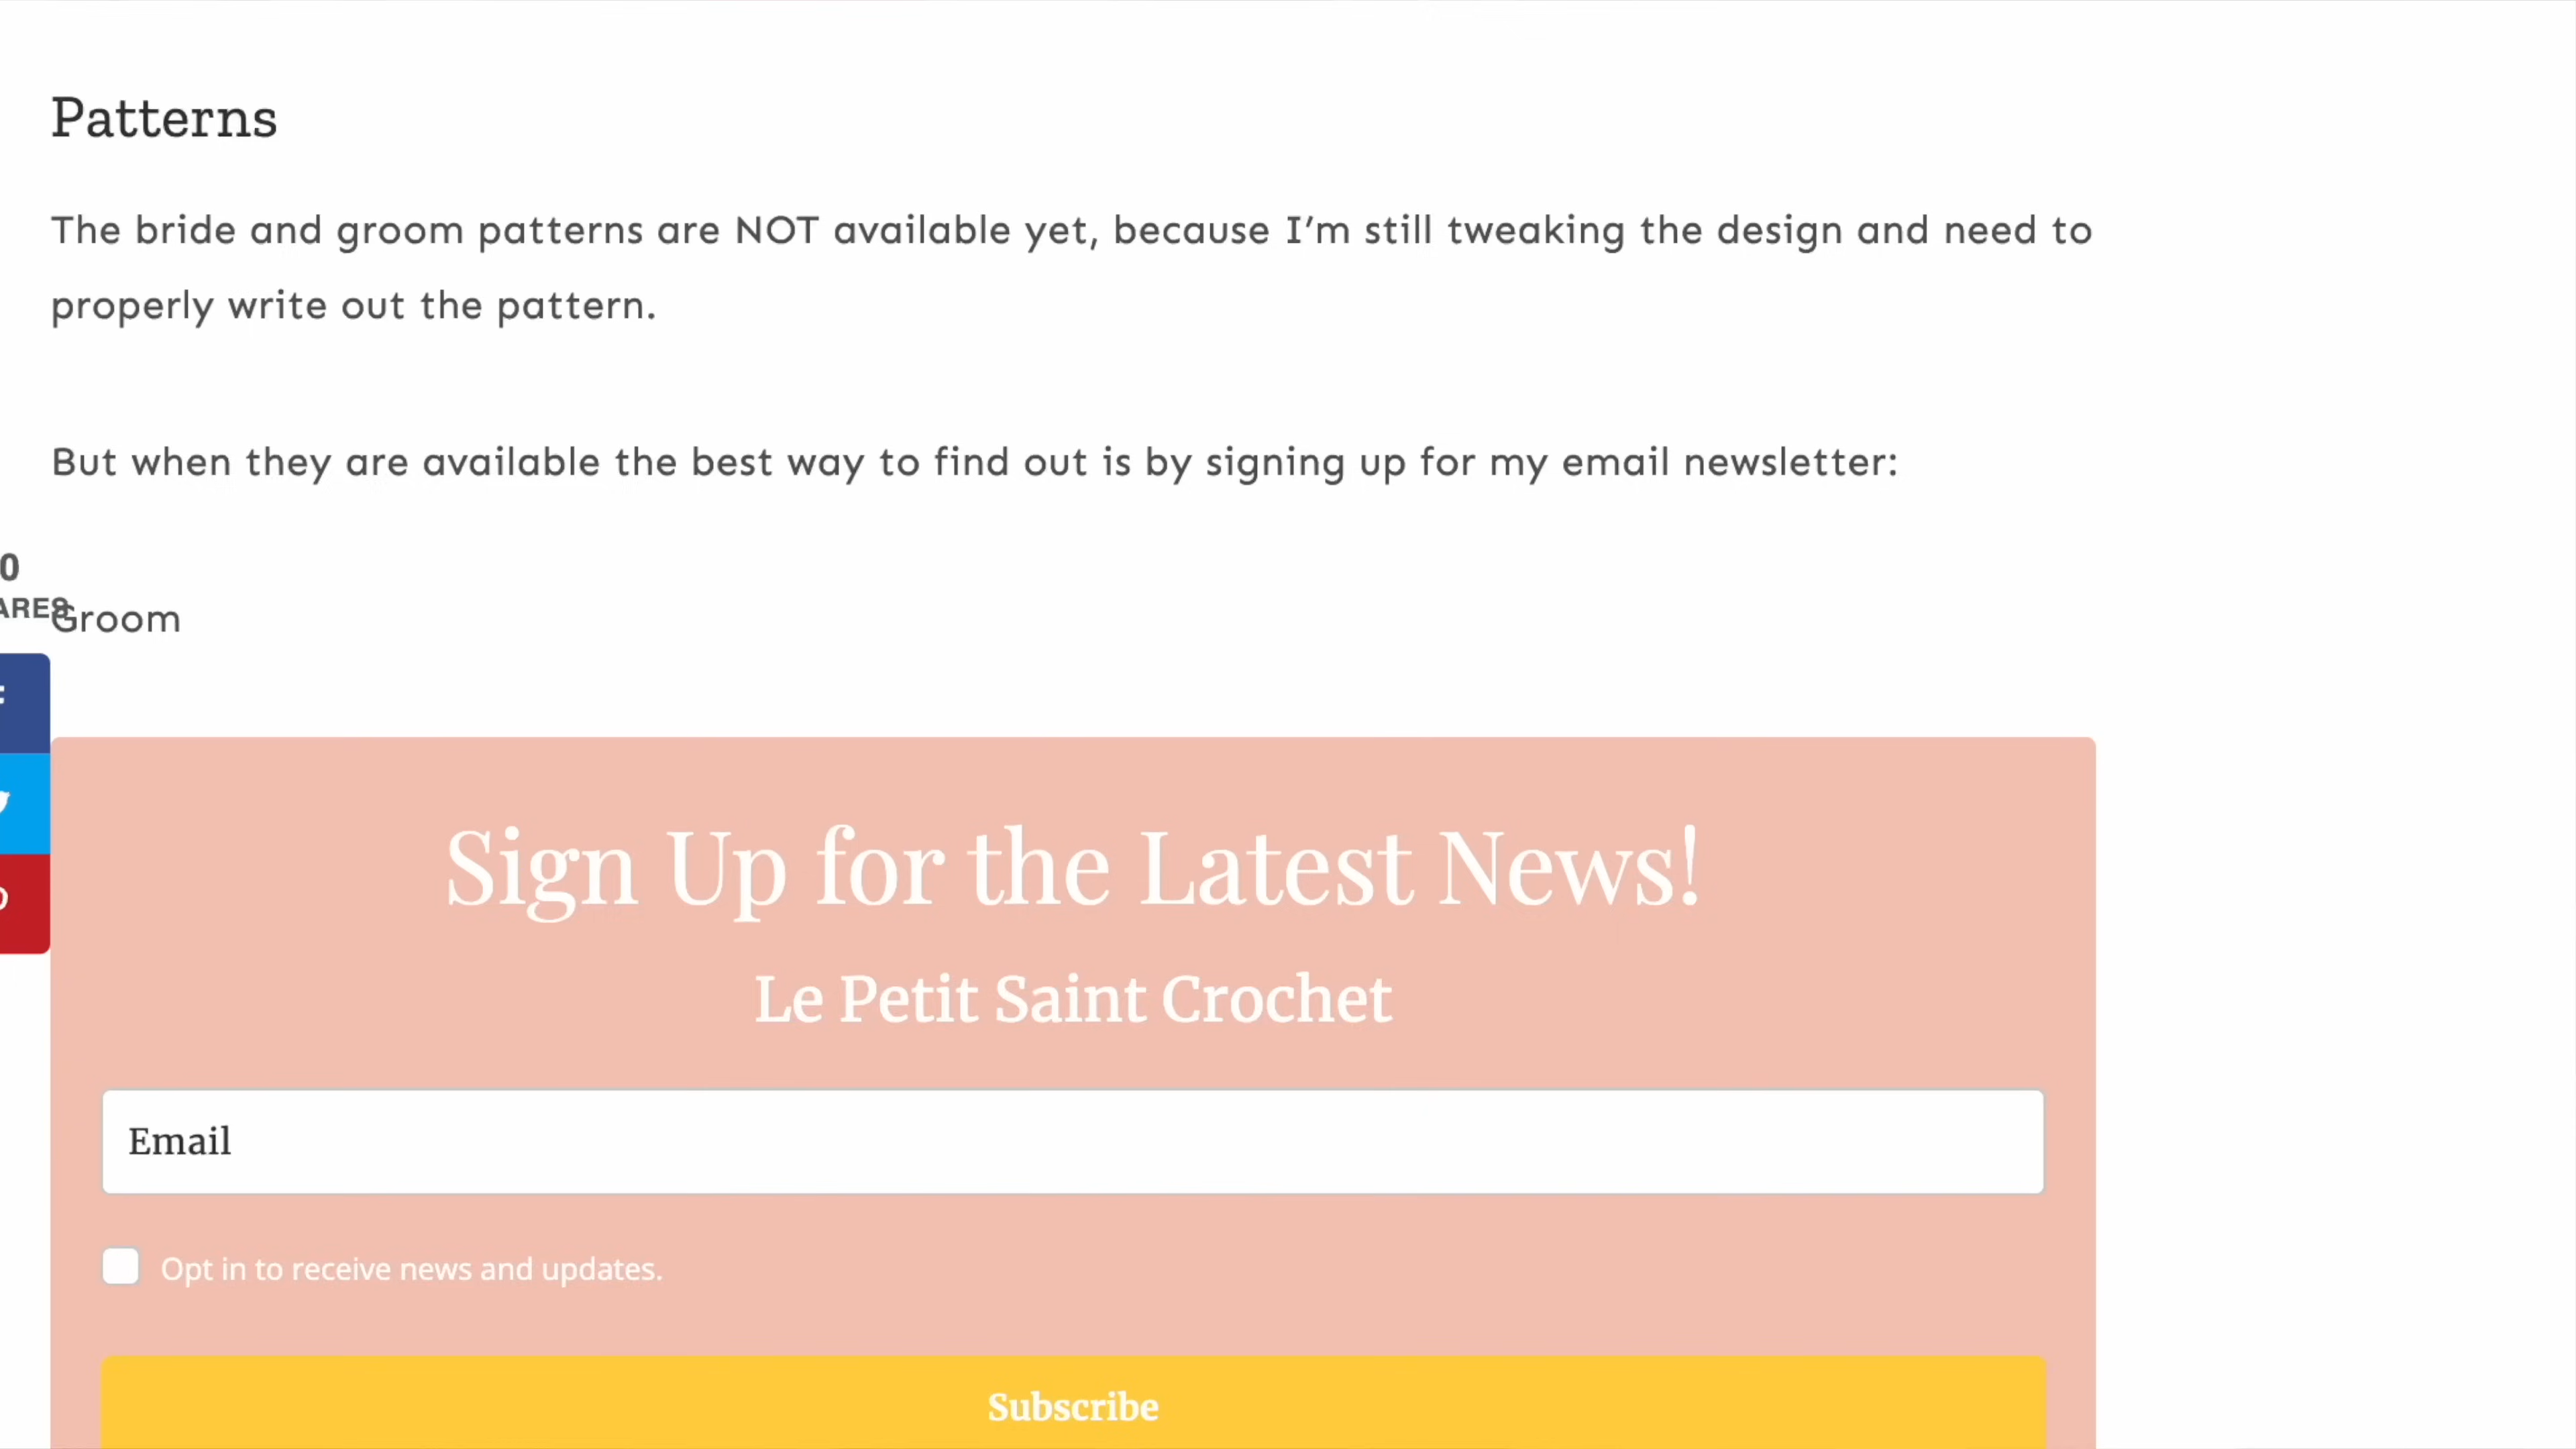 Patterns
The bride and groom patterns are NOT available yet, because I’m still tweaking the design and need to
properly write out the pattern.
But when they are available the best way to find out is by signing up for my email newsletter:
0
ARES
Groom
Sign Up for the Latest News!
Le Petit Saint Crochet
Email
Opt in to receive news and updates.
Subscribe